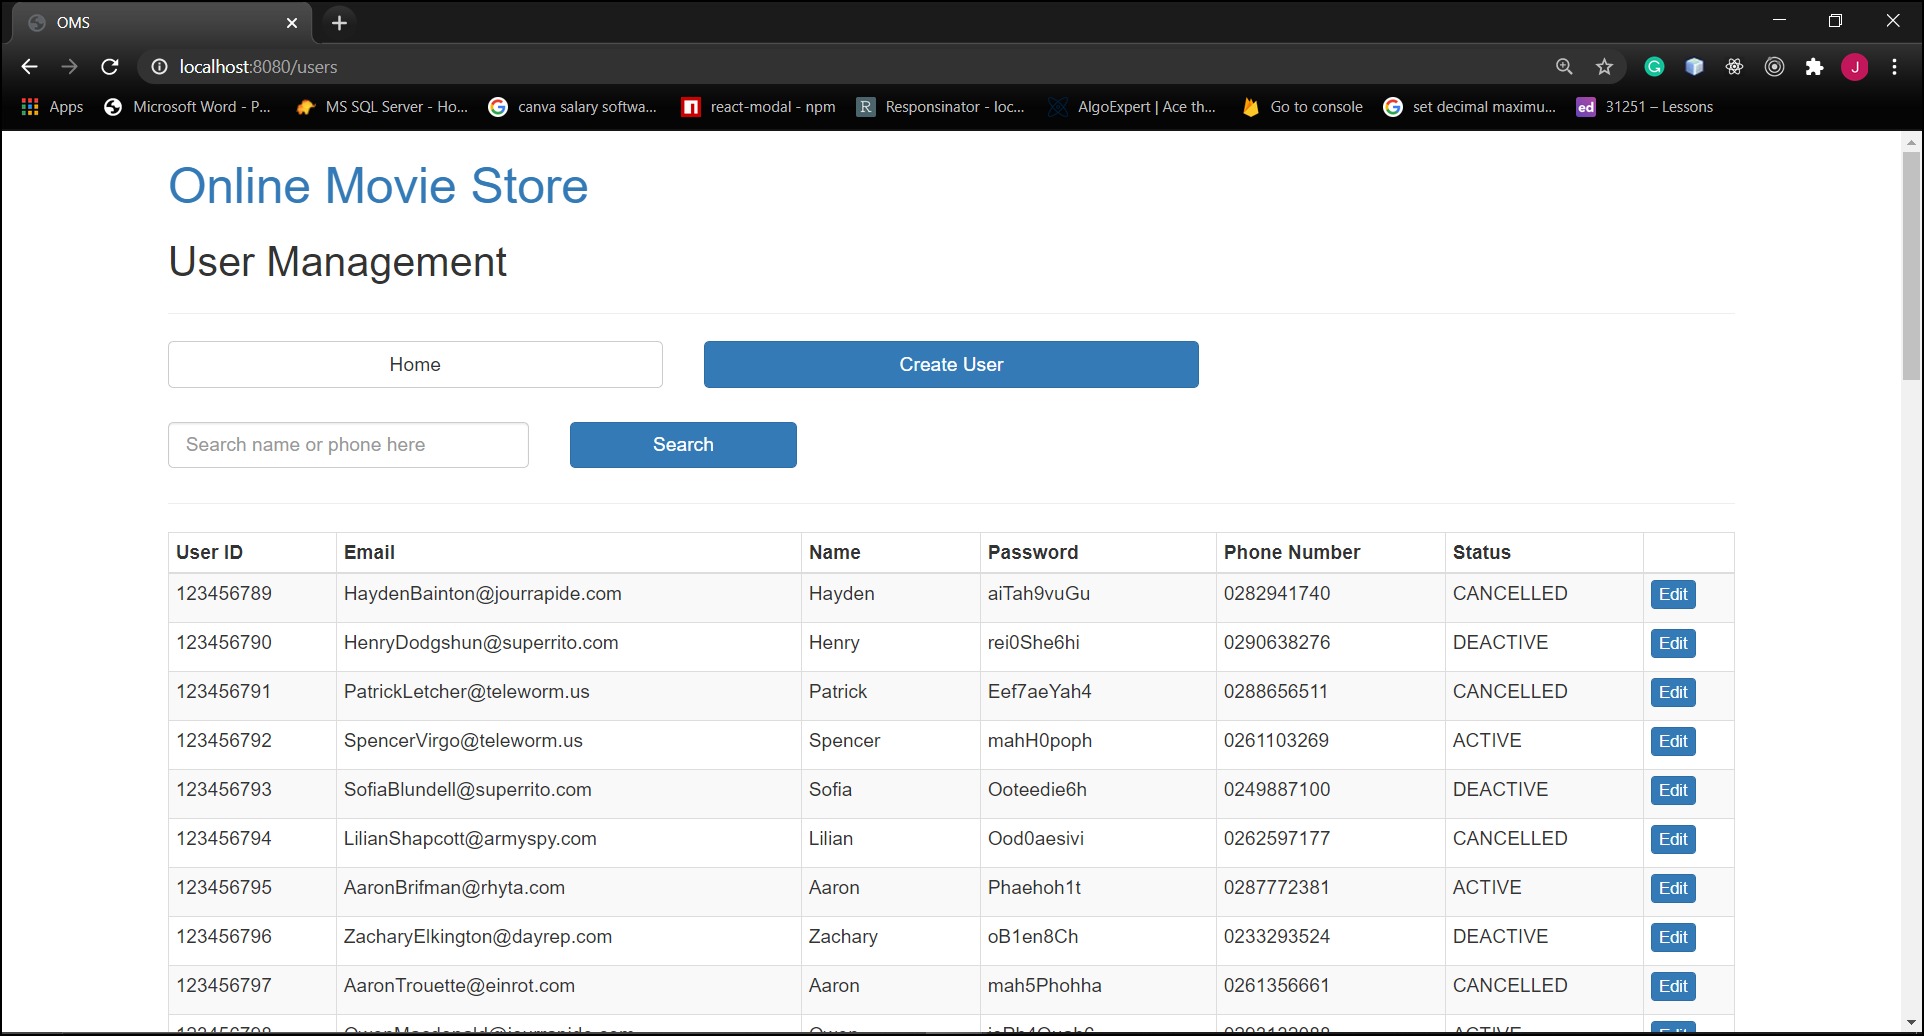 OMS
localhost:8080/users
Apps Microsoft Word - P... MS SQL Server - Ho... canva salary softwa... react-modal - npm Responsinator - loc... AlgoExpert | Ace th... Go to console set decimal maximu... ed 31251 – Lessons
Online Movie Store
User Management
Home Create User
Search name or phone here Search
User ID Email Name Password Phone Number Status
123456789 HaydenBainton@jourrapide.com Hayden aiTah9vuGu 0282941740 CANCELLED Edit
123456790 HenryDodgshun@superrito.com Henry rei0She6hi 0290638276 DEACTIVE Edit
123456791 PatrickLetcher@teleworm.us Patrick Eef7aeYah4 0288656511 CANCELLED Edit
123456792 SpencerVirgo@teleworm.us Spencer mahH0poph 0261103269 ACTIVE Edit
123456793 SofiaBlundell@superrito.com Sofia Ooteedie6h 0249887100 DEACTIVE Edit
123456794 LilianShapcott@armyspy.com Lilian Ood0aesivi 0262597177 CANCELLED Edit
123456795 AaronBrifman@rhyta.com Aaron Phaehoh1t 0287772381 ACTIVE Edit
123456796 ZacharyElkington@dayrep.com Zachary oB1en8Ch 0233293524 DEACTIVE Edit
123456797 AaronTrouette@einrot.com Aaron mah5Phohha 0261356661 CANCELLED Edit